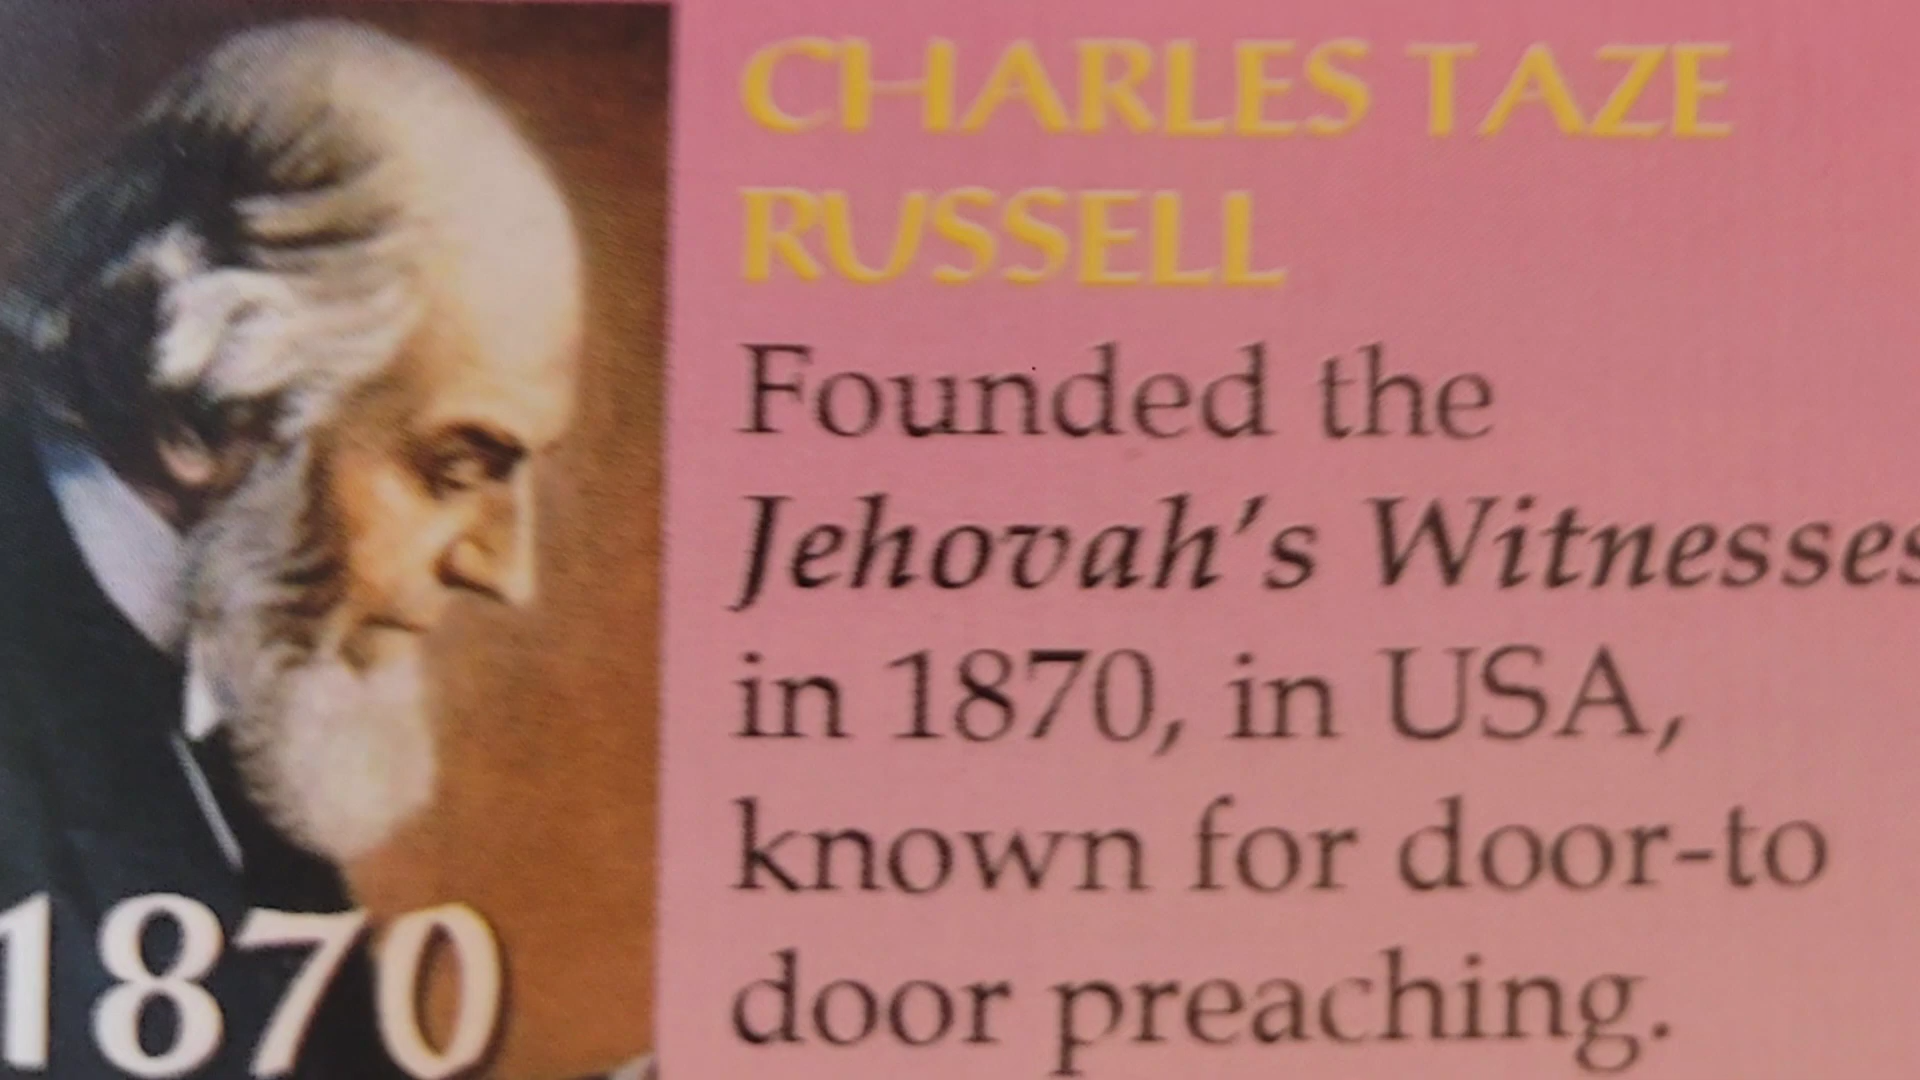 CHARLES TAZE
RUSSELL
Founded the
Jehovah's Witnesses
in 1870, in USA,
known for door-to
door preaching.
1870